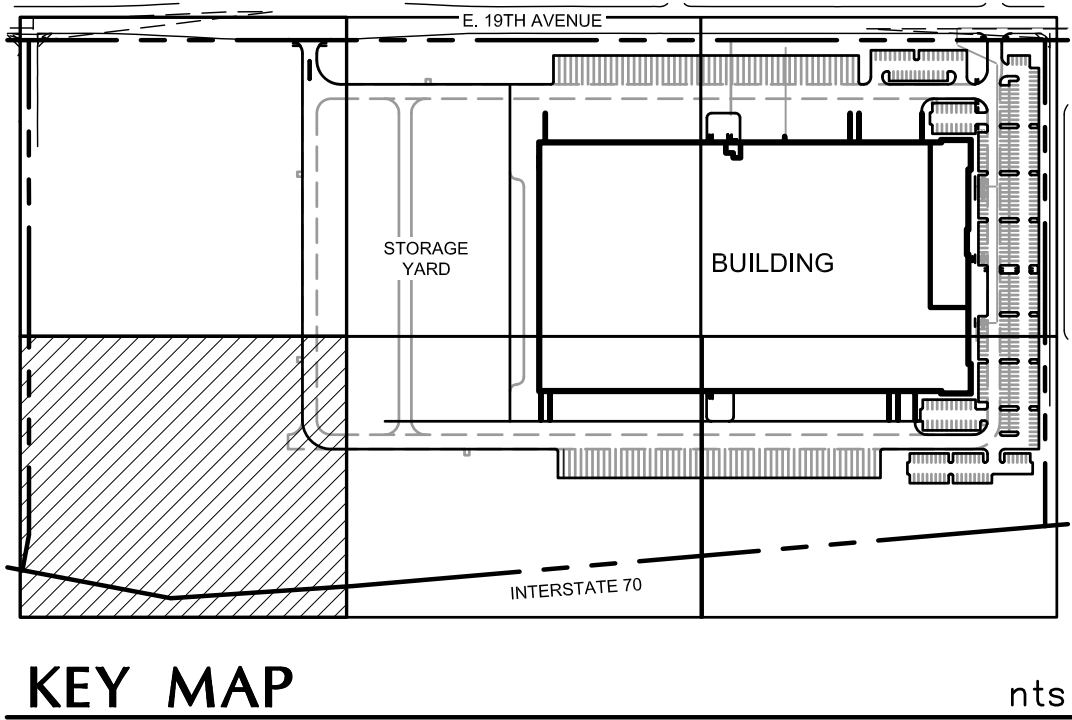 E. 19TH AVENUE
STORAGE
YARD
BUILDING
INTERSTATE 70
KEY MAP
nts